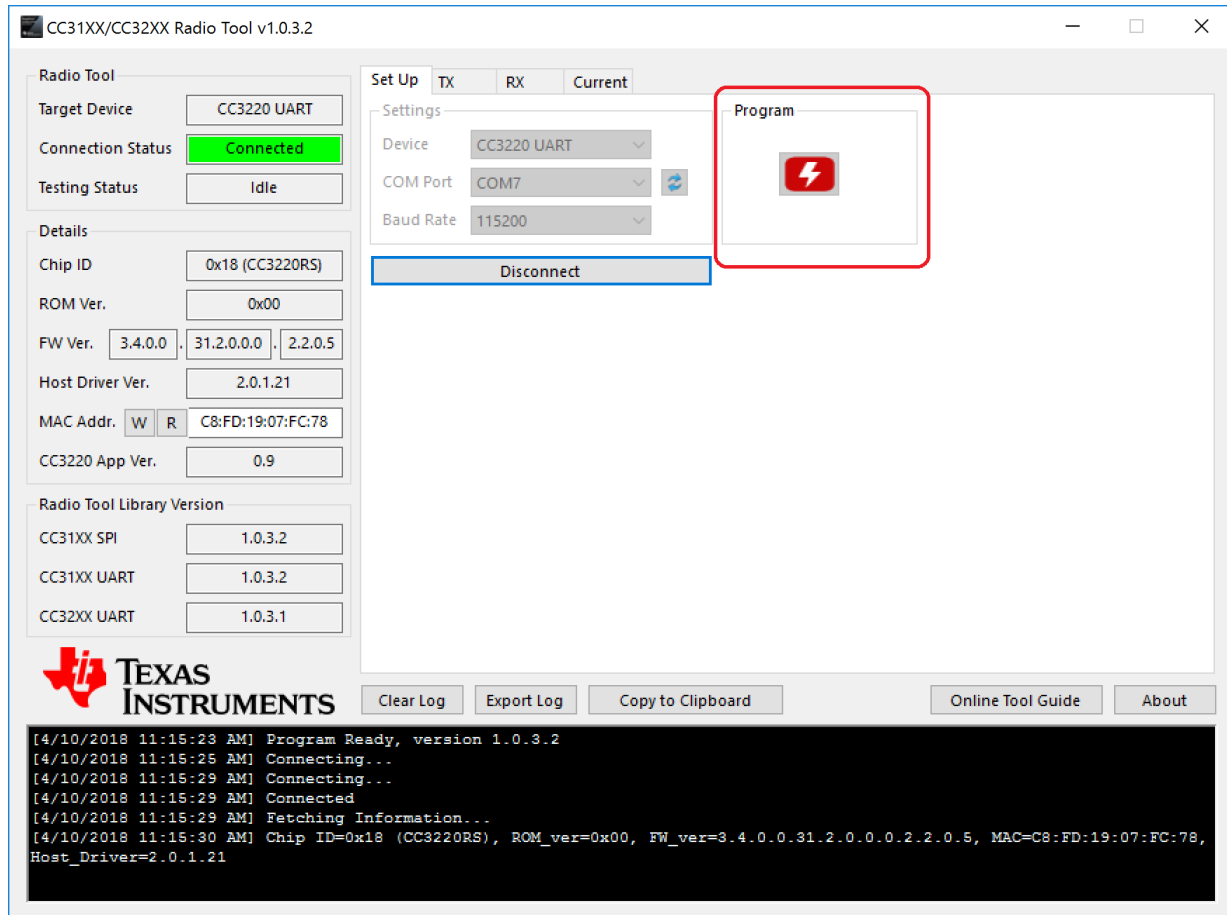 CC31XX/CC32XX Radio Tool v1.0.3.2
Radio Tool
Target Device CC3220 UART
Connection Status Connected
Testing Status Idle
Details
Chip ID 0x18 (CC3220RS)
ROM Ver. 0x00
FW Ver. 3.4.0.0 . 31.2.0.0.0 . 2.2.0.5
Host Driver Ver. 2.0.1.21
MAC Addr. W R C8:FD:19:07:FC:78
CC3220 App Ver. 0.9
Radio Tool Library Version
CC31XX SPI 1.0.3.2
CC31XX UART 1.0.3.2
CC32XX UART 1.0.3.1
TEXAS
INSTRUMENTS
Set Up TX RX Current
Settings
Device CC3220 UART
COM Port COM7
Baud Rate 115200
Disconnect
Program
Clear Log Export Log Copy to Clipboard Online Tool Guide About
[4/10/2018 11:15:23 AM] Program Ready, version 1.0.3.2
[4/10/2018 11:15:25 AM] Connecting...
[4/10/2018 11:15:29 AM] Connecting...
[4/10/2018 11:15:29 AM] Connected
[4/10/2018 11:15:29 AM] Fetching Information...
[4/10/2018 11:15:30 AM] Chip ID=0x18 (CC3220RS), ROM_ver=0x00, FW_ver=3.4.0.0.31.2.0.0.0.2.2.0.5, MAC=C8:FD:19:07:FC:78,
Host_Driver=2.0.1.21